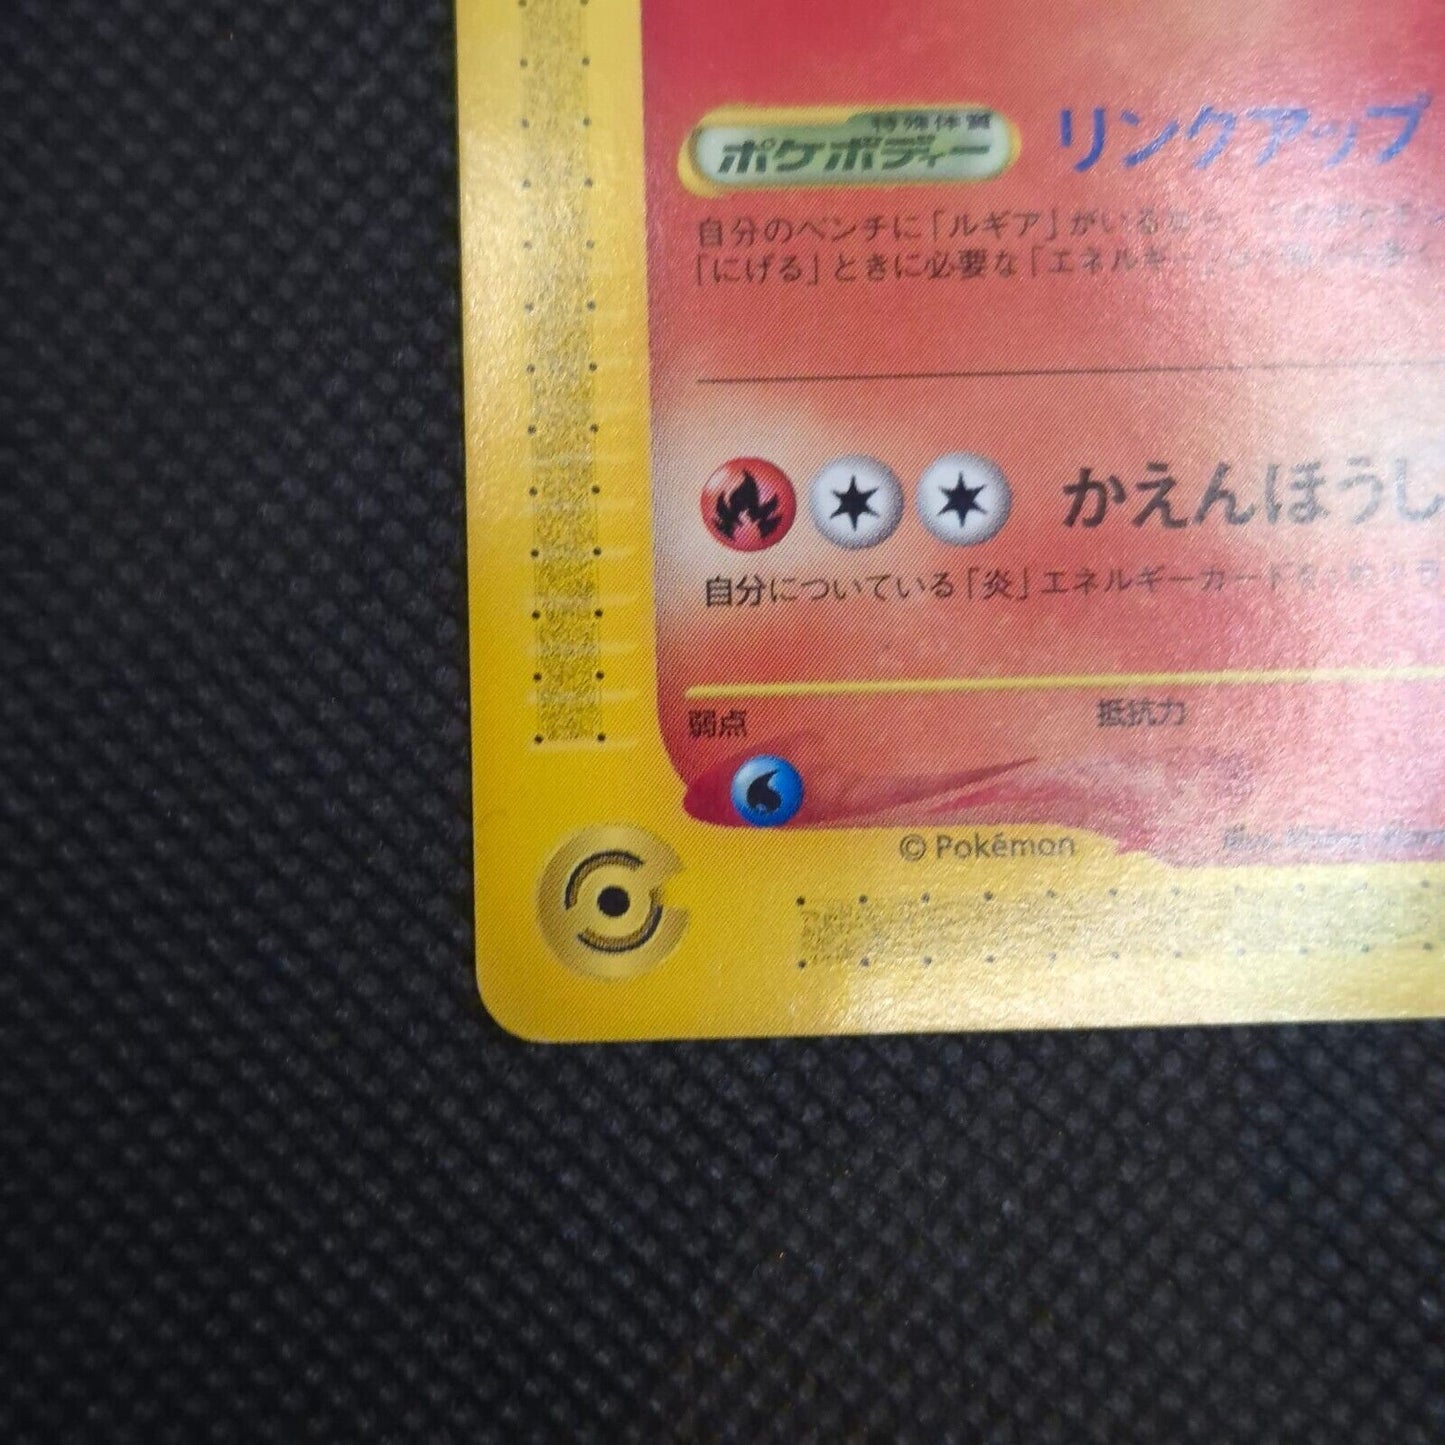 特殊体質
ポケボディー リンクアップ
自分のベンチに「ルギア」がいるなら、
「にげる」ときに必要な「エネルギー」は
かえんほうし
自分についている「炎」エネルギーカードを
弱点 抵抗力
© Pokémon